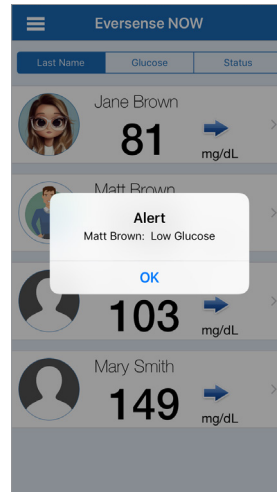 Eversense NOW
Last Name Glucose Status
Jane Brown
81
mg/dL
Matt Brown
Alert
Matt Brown: Low Glucose
OK
103
mg/dL
Mary Smith
149
mg/dL